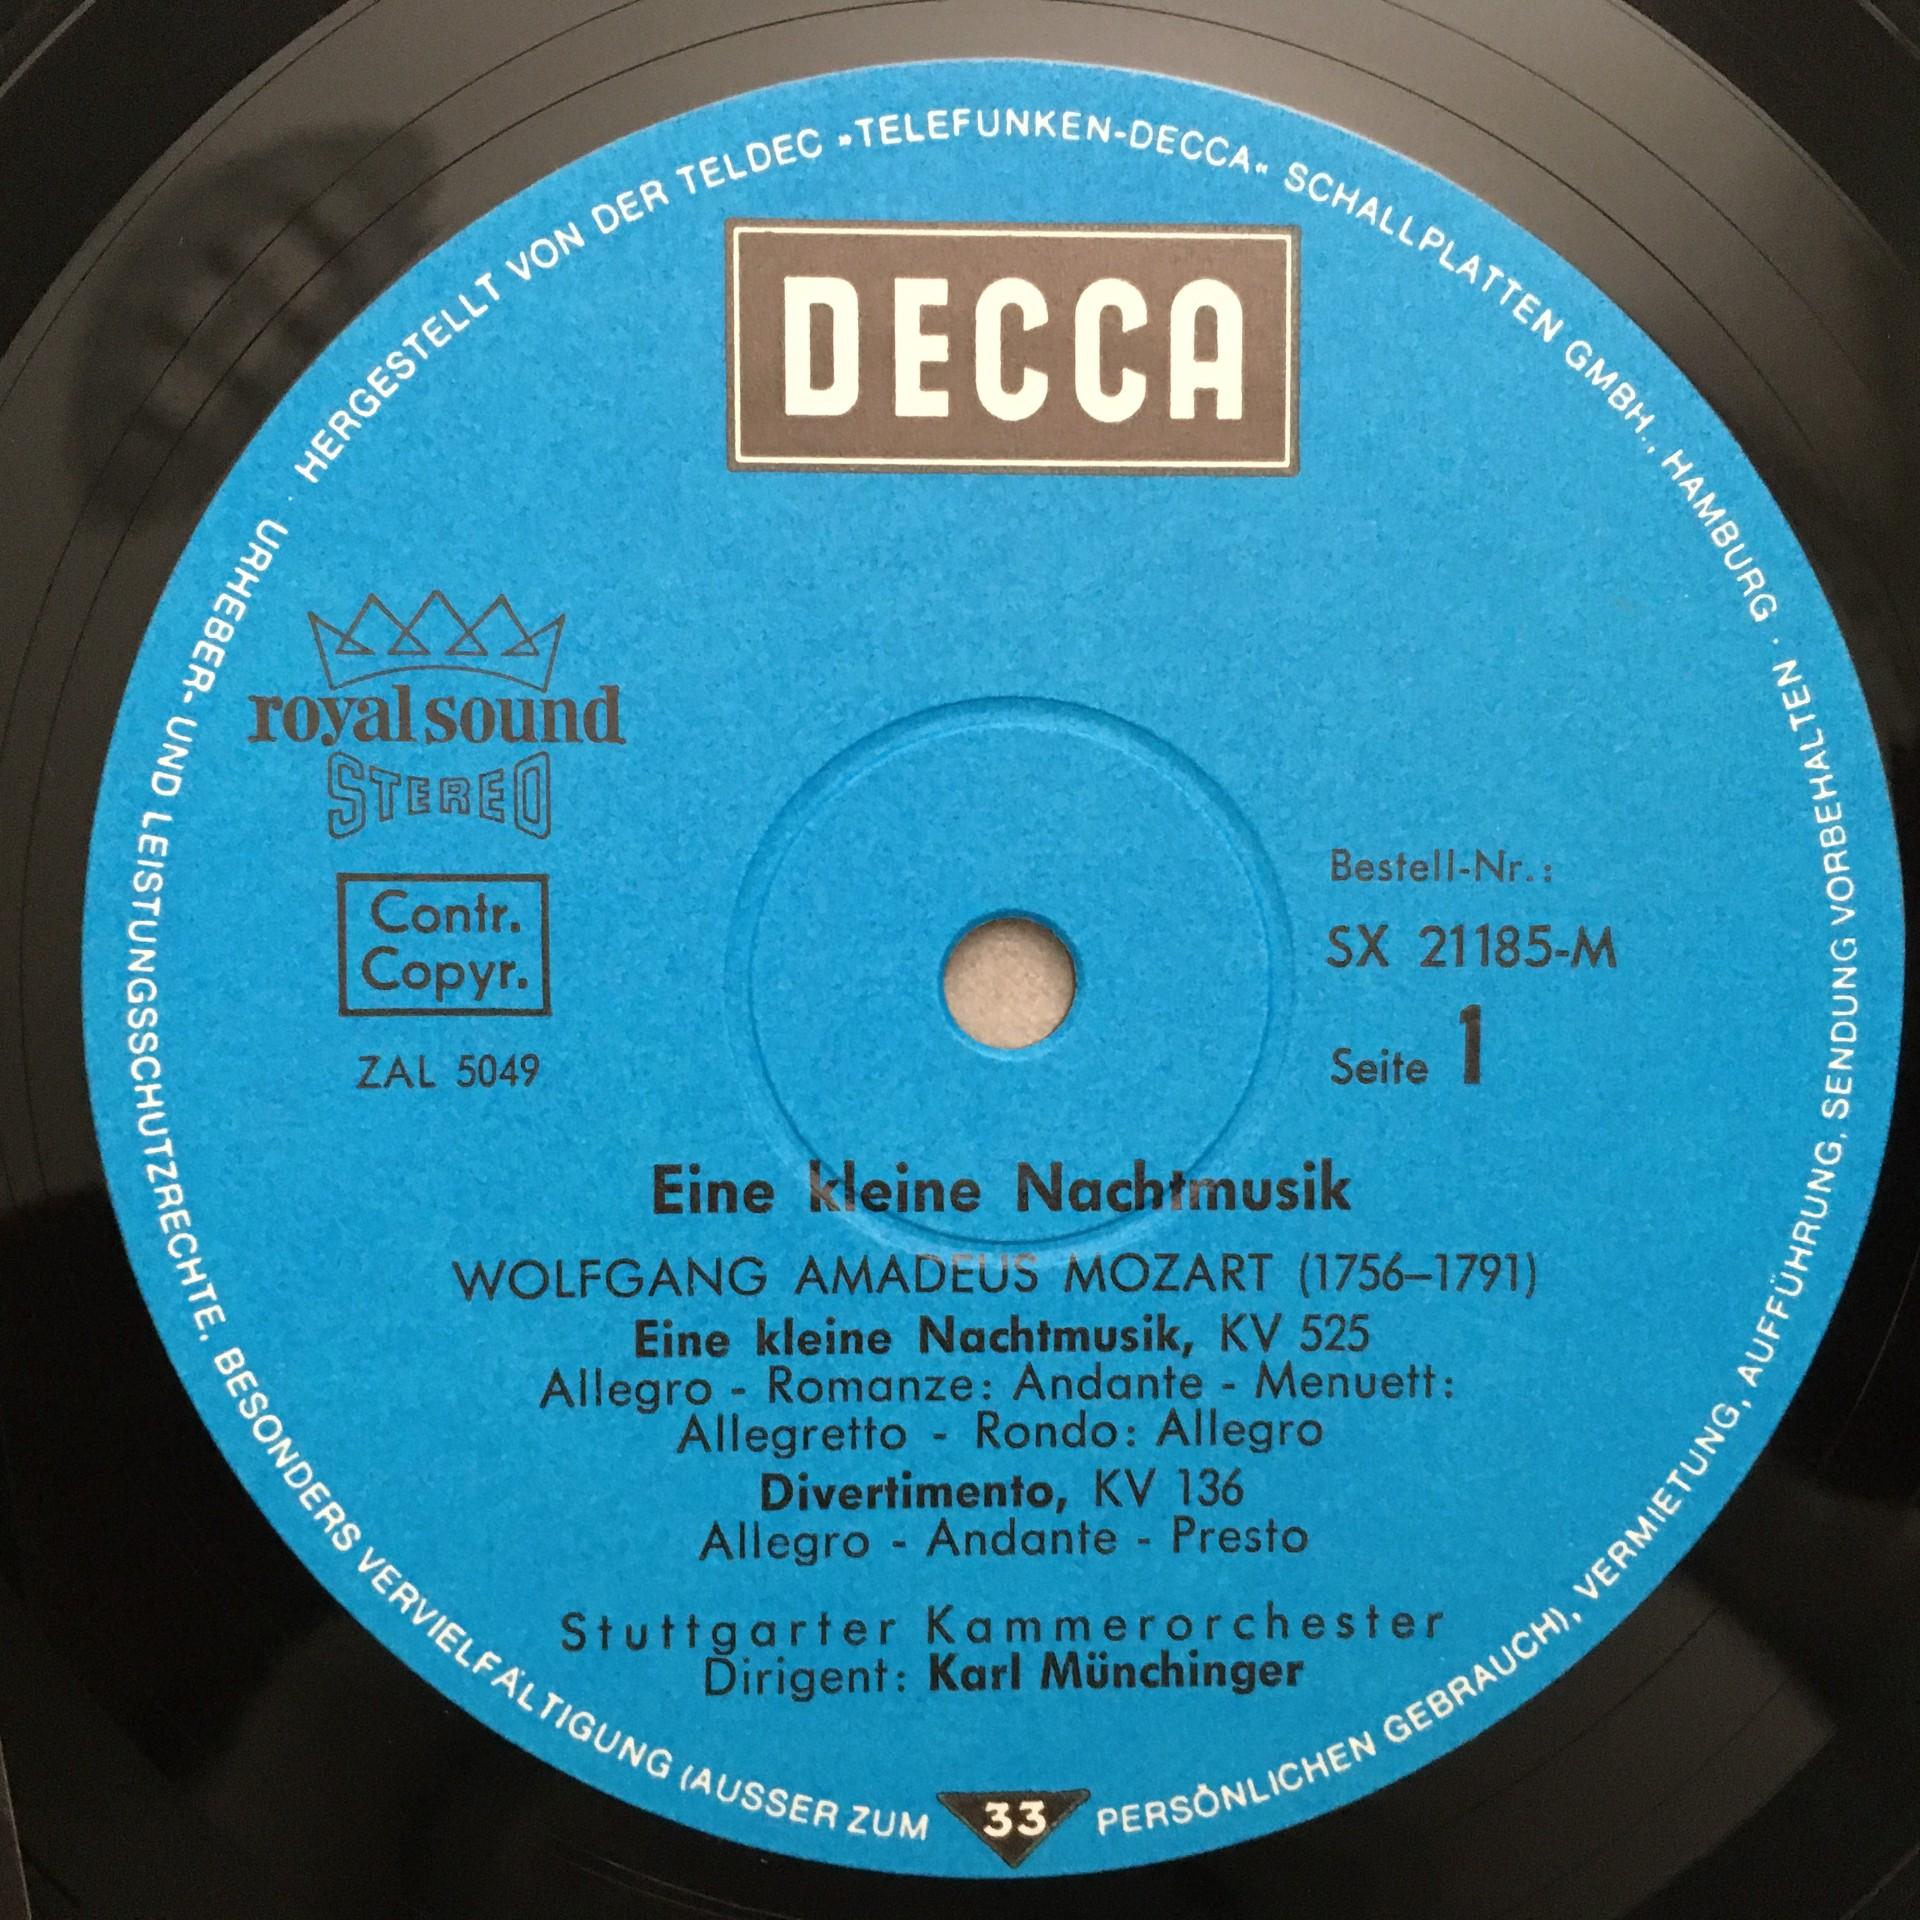 HERGESTELLT VON DER TELDEC »TELEFUNKEN-DECCA« SCHALLPLATTEN GMBH., HAMBURG · URHEBER- UND LEISTUNGSSCHUTZRECHTE, BESONDERS VERVIELFÄLTIGUNG (AUSSER ZUM PERSÖNLICHEN GEBRAUCH), VERMIETUNG, AUFFÜHRUNG, SENDUNG VORBEHALTEN
DECCA
royal sound
STEREO
Contr.
Copyr.
ZAL 5049
Bestell-Nr.:
SX 21185-M
Seite 1
Eine kleine Nachtmusik
WOLFGANG AMADEUS MOZART (1756–1791)
Eine kleine Nachtmusik, KV 525
Allegro - Romanze: Andante - Menuett:
Allegretto - Rondo: Allegro
Divertimento, KV 136
Allegro - Andante - Presto
Stuttgarter Kammerorchester
Dirigent: Karl Münchinger
33